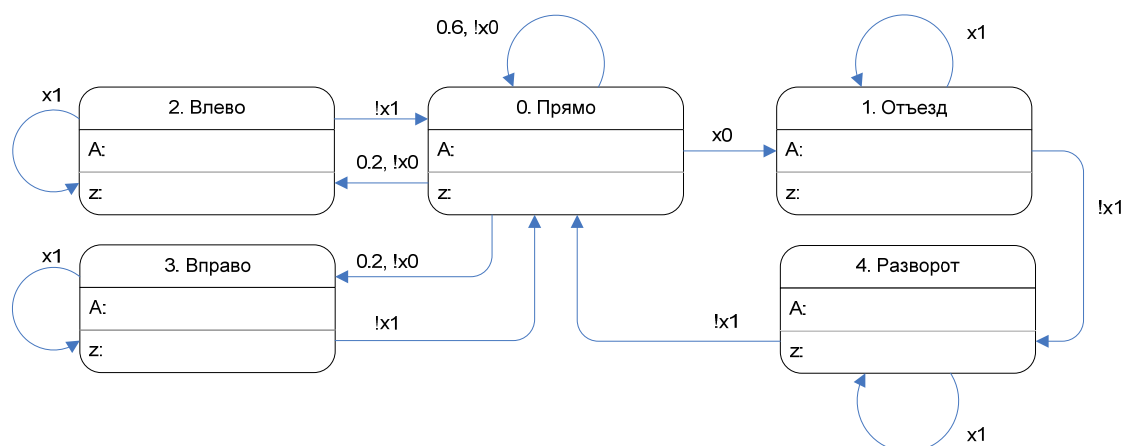 0.6, !x0
x1
x1
2. Влево
A:
z:
!x1
0.2, !x0
0. Прямо
A:
z:
x0
1. Отъезд
A:
z:
!x1
x1
3. Вправо
A:
z:
0.2, !x0
!x1
!x1
4. Разворот
A:
z:
x1